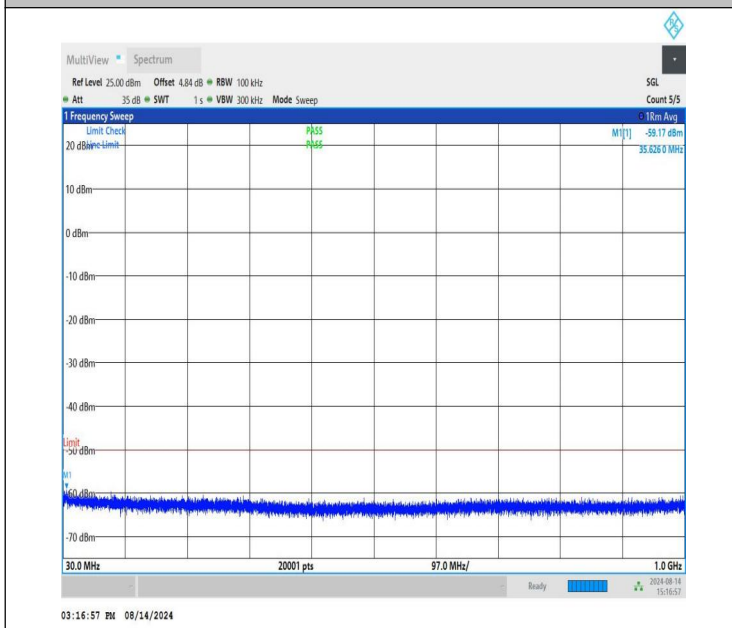 MultiView Spectrum
Ref Level 25.00 dBm Offset 4.84 dB RBW 100 kHz SGL
Att 35 dB SWT 1 s VBW 300 kHz Mode Sweep Count 5/5
1 Frequency Sweep 1Rm Avg
Limit Check PASS M1[1] -59.17 dBm
Line Limit PASS 35.626 0 MHz
20 dBm
10 dBm
0 dBm
-10 dBm
-20 dBm
-30 dBm
-40 dBm
Limit
-50 dBm
M1
-60 dBm
-70 dBm
30.0 MHz 20001 pts 97.0 MHz/ 1.0 GHz
Ready 2024-08-14
15:16:57
03:16:57 PM 08/14/2024